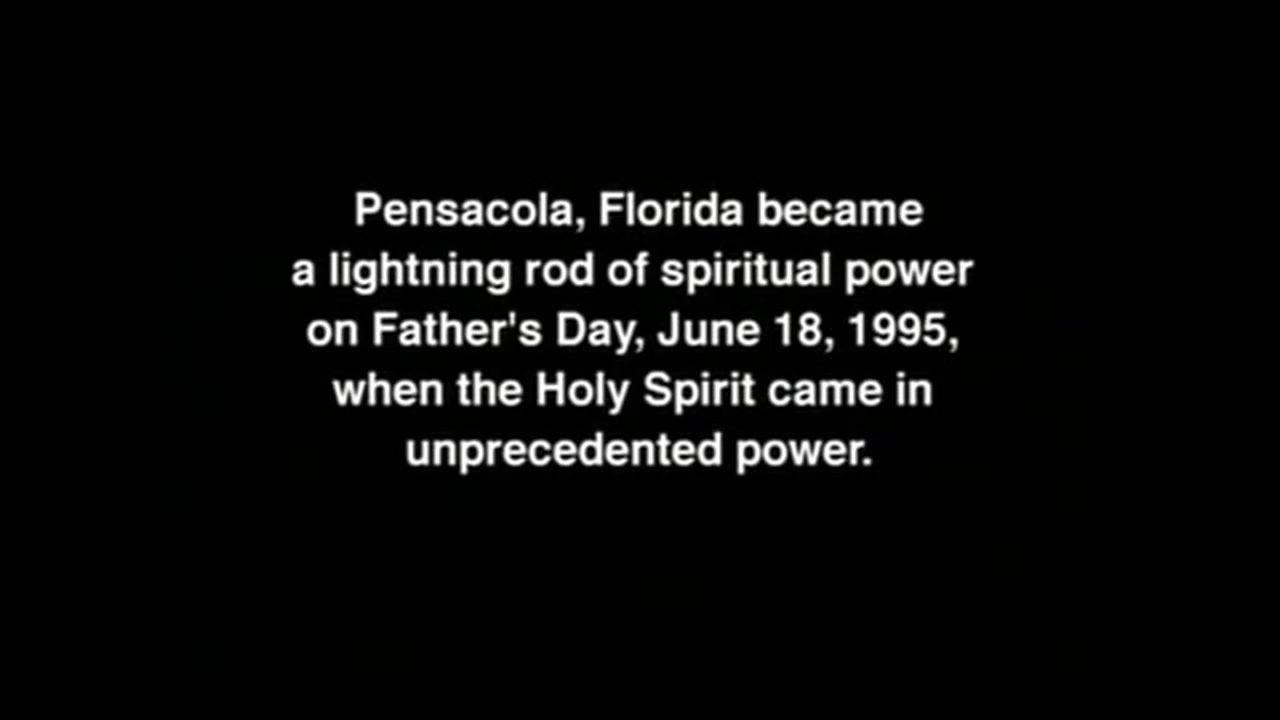 Pensacola, Florida became
a lightning rod of spiritual power
on Father's Day, June 18, 1995,
when the Holy Spirit came in
unprecedented power.